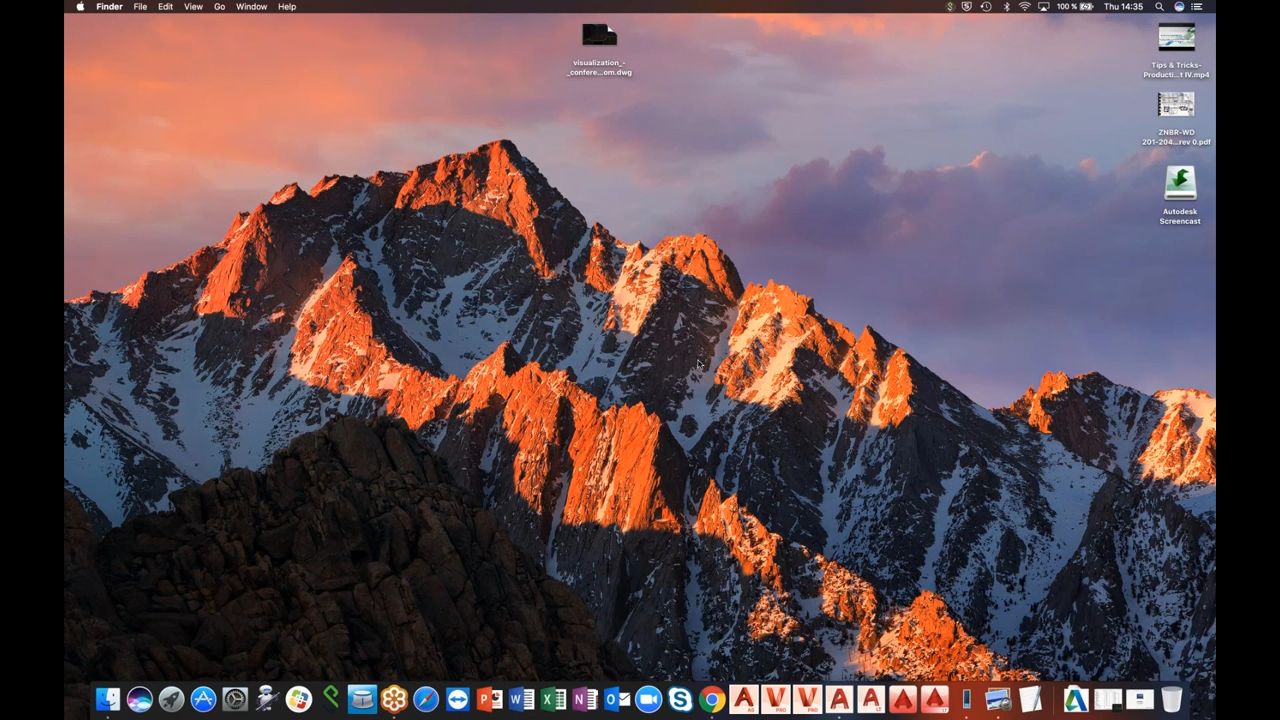 Finder File Edit View Go Window Help
100 % Thu 14:35
visualization_-
_confere...om.dwg
Tips & Tricks-
Producti...t IV.mp4
ZNBR-WD
201-204...rev 0.pdf
Autodesk
Screencast